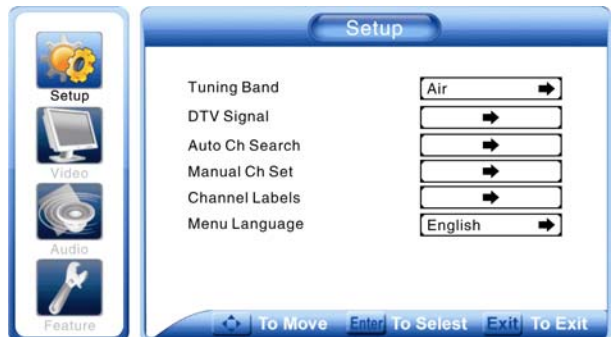 Setup
Setup
Tuning Band Air
DTV Signal
Auto Ch Search
Manual Ch Set
Channel Labels
Menu Language English
Video
Audio
Feature
To Move Enter To Selest Exit To Exit